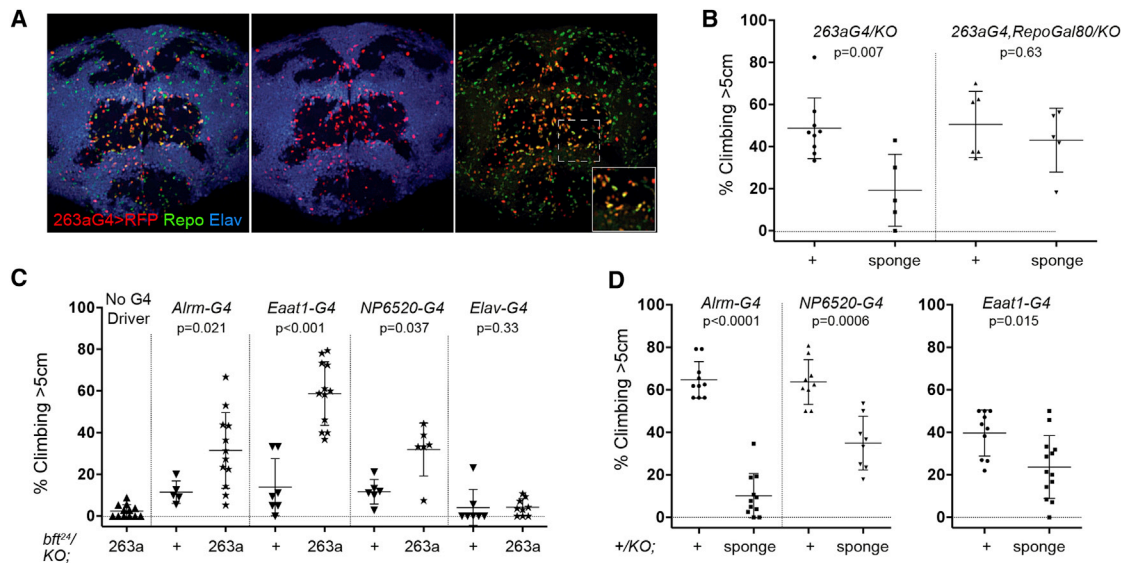 A
263aG4>RFP Repo Elav
B
263aG4/KO 263aG4,RepoGal80/KO
p=0.007 p=0.63
% Climbing >5cm
80
60
40
20
0
+ sponge + sponge
C
No G4 Driver
Alrm-G4 Eaat1-G4 NP6520-G4 Elav-G4
p=0.021 p<0.001 p=0.037 p=0.33
% Climbing >5cm
100
80
60
40
20
0
bft²⁴/KO;
263a + 263a + 263a + 263a + 263a
D
Alrm-G4 NP6520-G4 Eaat1-G4
p<0.0001 p=0.0006 p=0.015
% Climbing >5cm
100
80
60
40
20
0
100
80
60
40
20
0
+/KO; + sponge + sponge + sponge